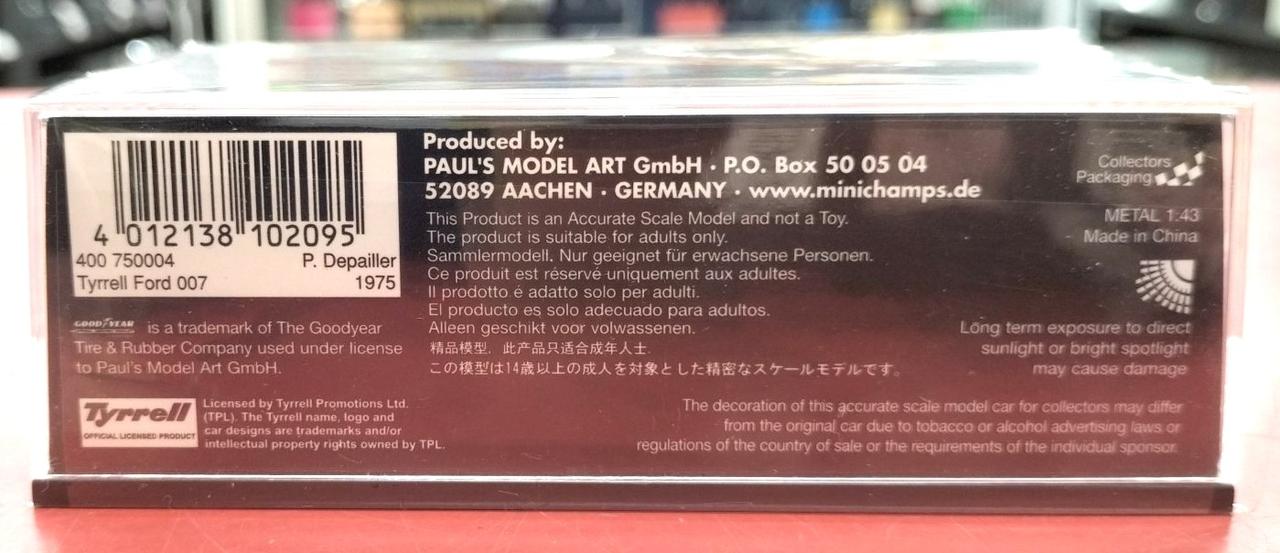 4 012138 102095
400 750004 P. Depailler
Tyrrell Ford 007 1975
GOODYEAR is a trademark of The Goodyear
Tire & Rubber Company used under license
to Paul's Model Art GmbH.
Tyrrell
OFFICIAL LICENSED PRODUCT
Licensed by Tyrrell Promotions Ltd.
(TPL). The Tyrrell name, logo and
car designs are trademarks and/or
intellectual property rights owned by TPL.
Produced by:
PAUL'S MODEL ART GmbH · P.O. Box 50 05 04
52089 AACHEN · GERMANY · www.minichamps.de
This Product is an Accurate Scale Model and not a Toy.
The product is suitable for adults only.
Sammlermodell. Nur geeignet für erwachsene Personen.
Ce produit est réservé uniquement aux adultes.
Il prodotto é adatto solo per adulti.
El producto es solo adecuado para adultos.
Alleen geschikt voor volwassenen.
精品模型，此产品只适合成年人士.
この模型は14歳以上の成人を対象とした精密なスケールモデルです。
Collectors
Packaging
METAL 1:43
Made in China
Long term exposure to direct
sunlight or bright spotlight
may cause damage
The decoration of this accurate scale model car for collectors may differ
from the original car due to tobacco or alcohol advertising laws or
regulations of the country of sale or the requirements of the individual sponsor.